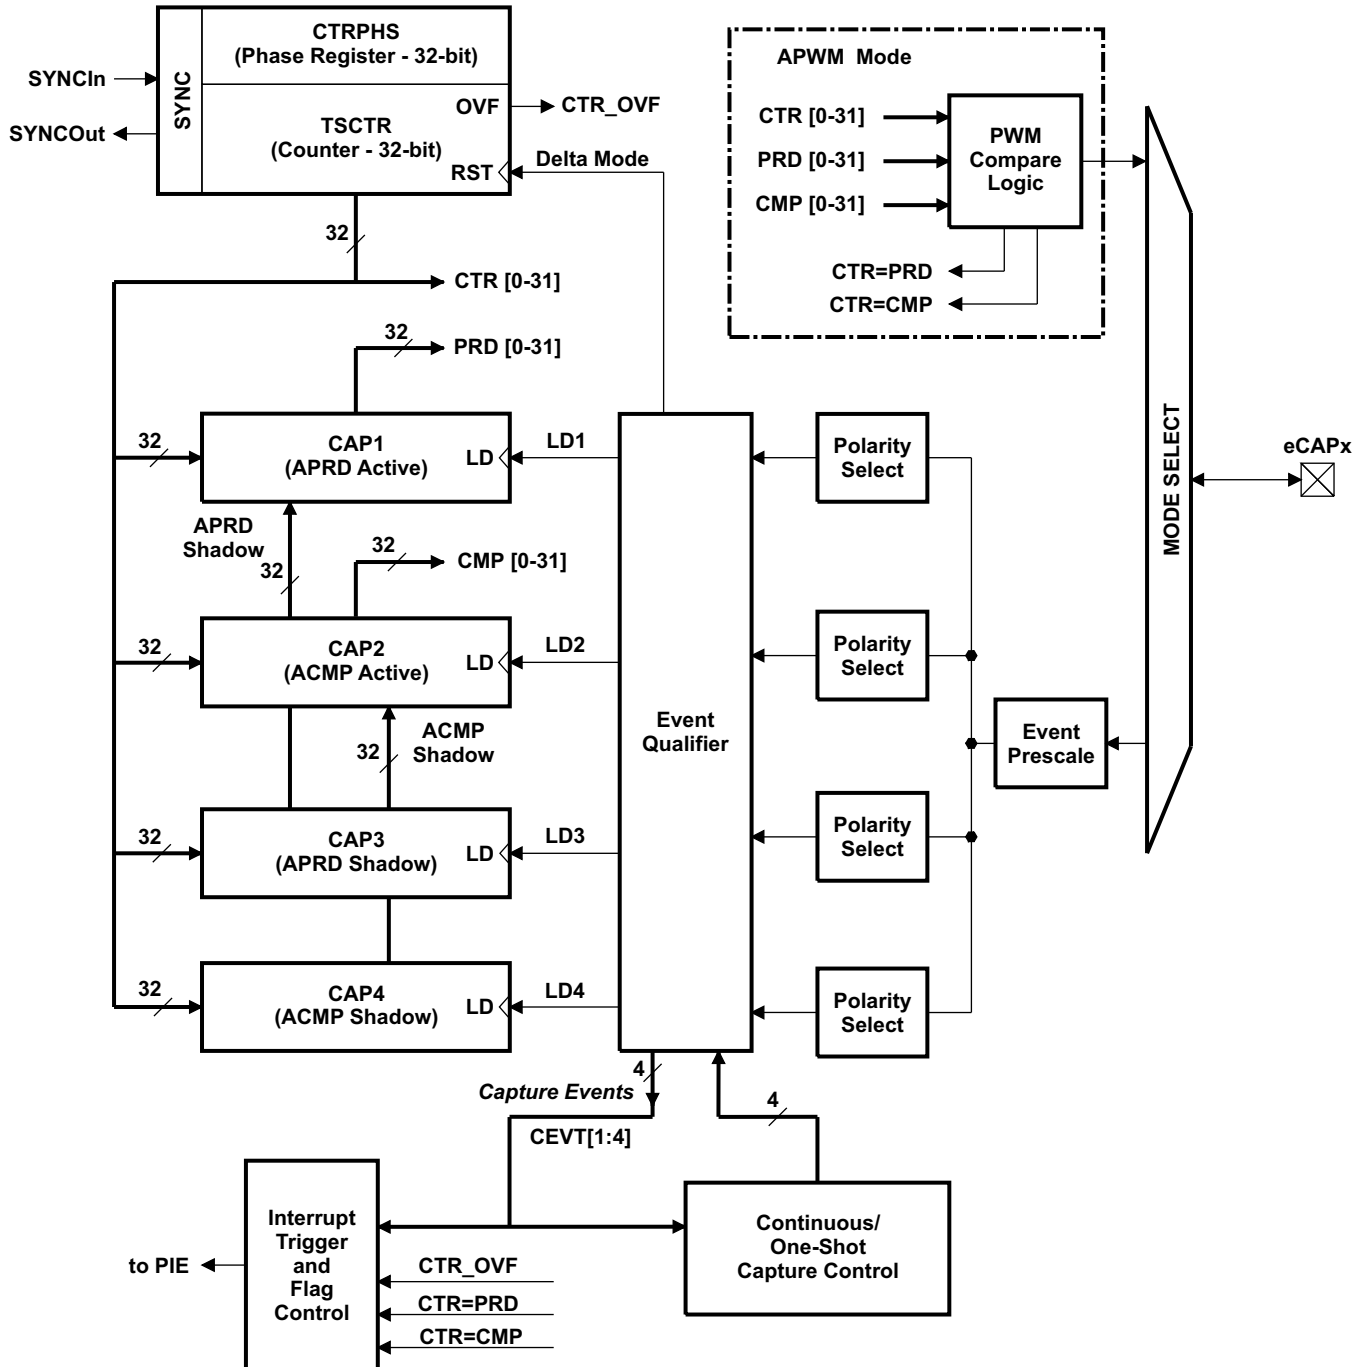 CTRPHS
(Phase Register - 32-bit)
SYNC
SYNCIn
SYNCOut
OVF
CTR_OVF
TSCTR
(Counter - 32-bit)
RST
Delta Mode
32
CTR [0-31]
32
PRD [0-31]
APWM Mode
CTR [0-31]
PRD [0-31]
CMP [0-31]
PWM
Compare
Logic
CTR=PRD
CTR=CMP
MODE SELECT
eCAPx
32
CAP1
(APRD Active)
LD
LD1
Polarity
Select
APRD
Shadow
32
32
CMP [0-31]
32
CAP2
(ACMP Active)
LD
LD2
Polarity
Select
ACMP
Shadow
32
Event
Qualifier
Event
Prescale
32
CAP3
(APRD Shadow)
LD
LD3
Polarity
Select
32
CAP4
(ACMP Shadow)
LD
LD4
Polarity
Select
4
Capture Events
CEVT[1:4]
4
Interrupt
Trigger
and
Flag
Control
to PIE
CTR_OVF
CTR=PRD
CTR=CMP
Continuous/
One-Shot
Capture Control